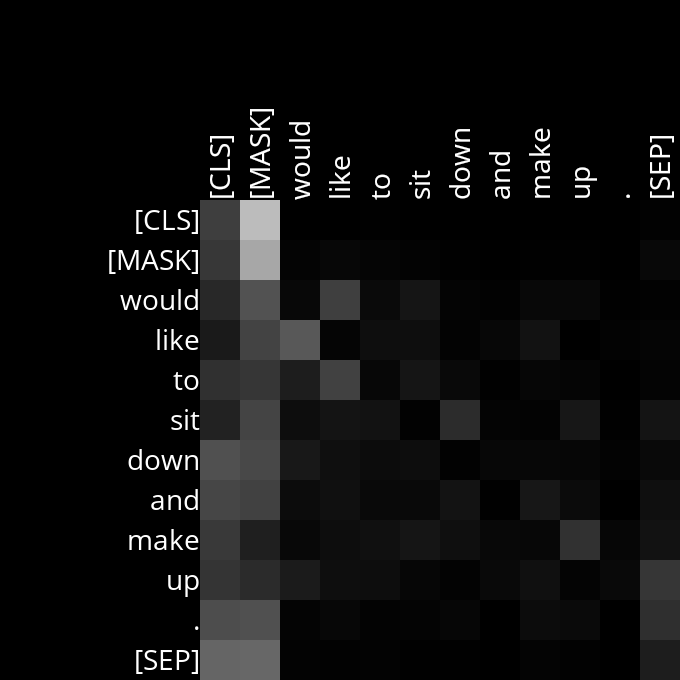 [CLS] [MASK] would like to sit down and make up . [SEP]
[CLS]
[MASK]
would
like
to
sit
down
and
make
up
.
[SEP]